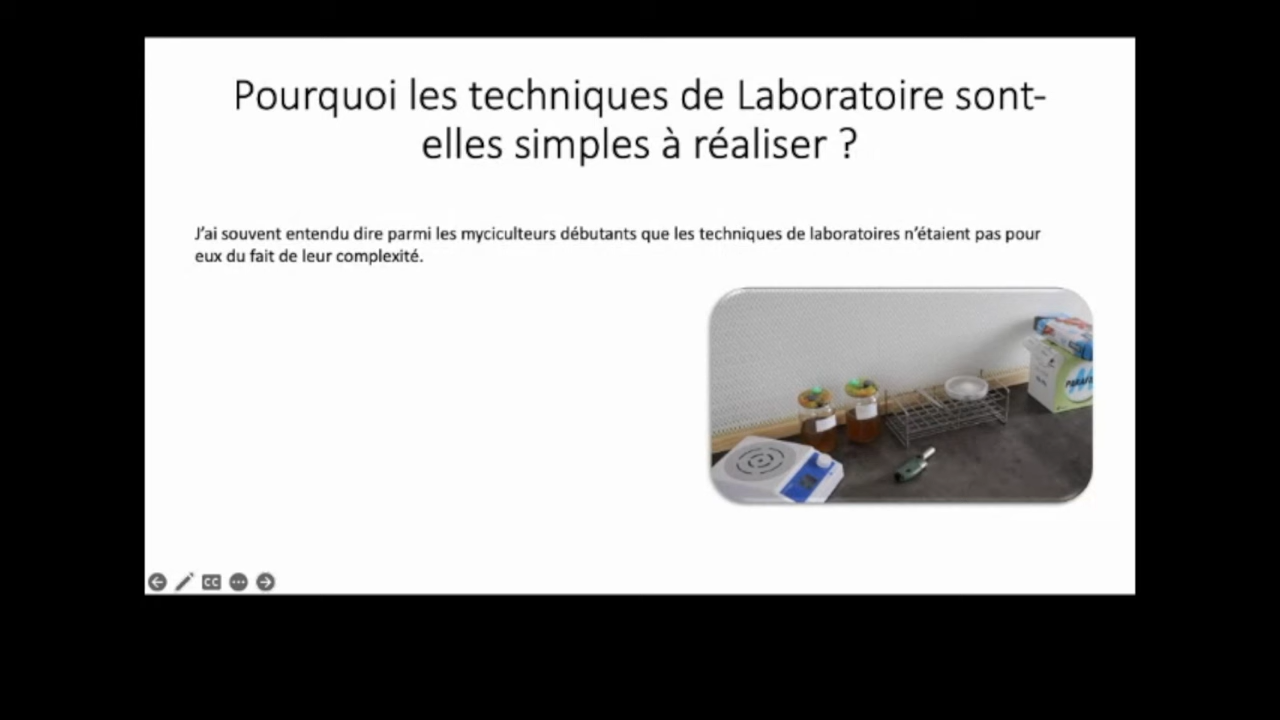 Pourquoi les techniques de Laboratoire sont-
elles simples à réaliser ?
J'ai souvent entendu dire parmi les myciculteurs débutants que les techniques de laboratoires n'étaient pas pour
eux du fait de leur complexité.
CC